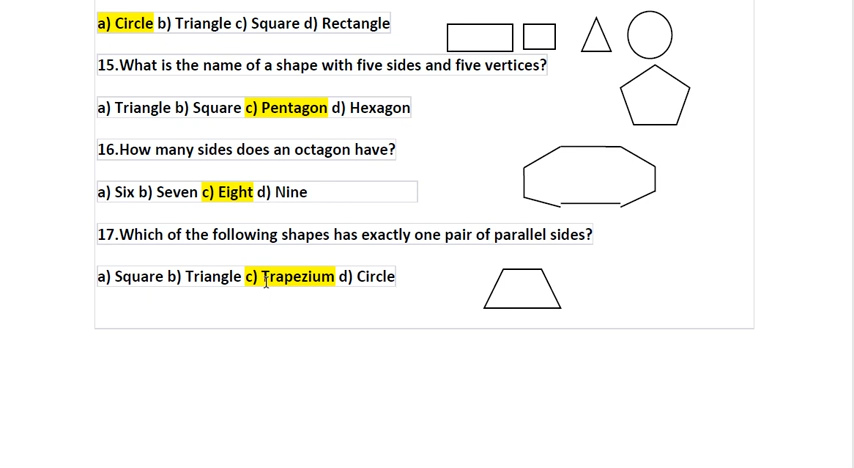 a) Circle b) Triangle c) Square d) Rectangle
15.What is the name of a shape with five sides and five vertices?
a) Triangle b) Square c) Pentagon d) Hexagon
16.How many sides does an octagon have?
a) Six b) Seven c) Eight d) Nine
17.Which of the following shapes has exactly one pair of parallel sides?
a) Square b) Triangle c) Trapezium d) Circle